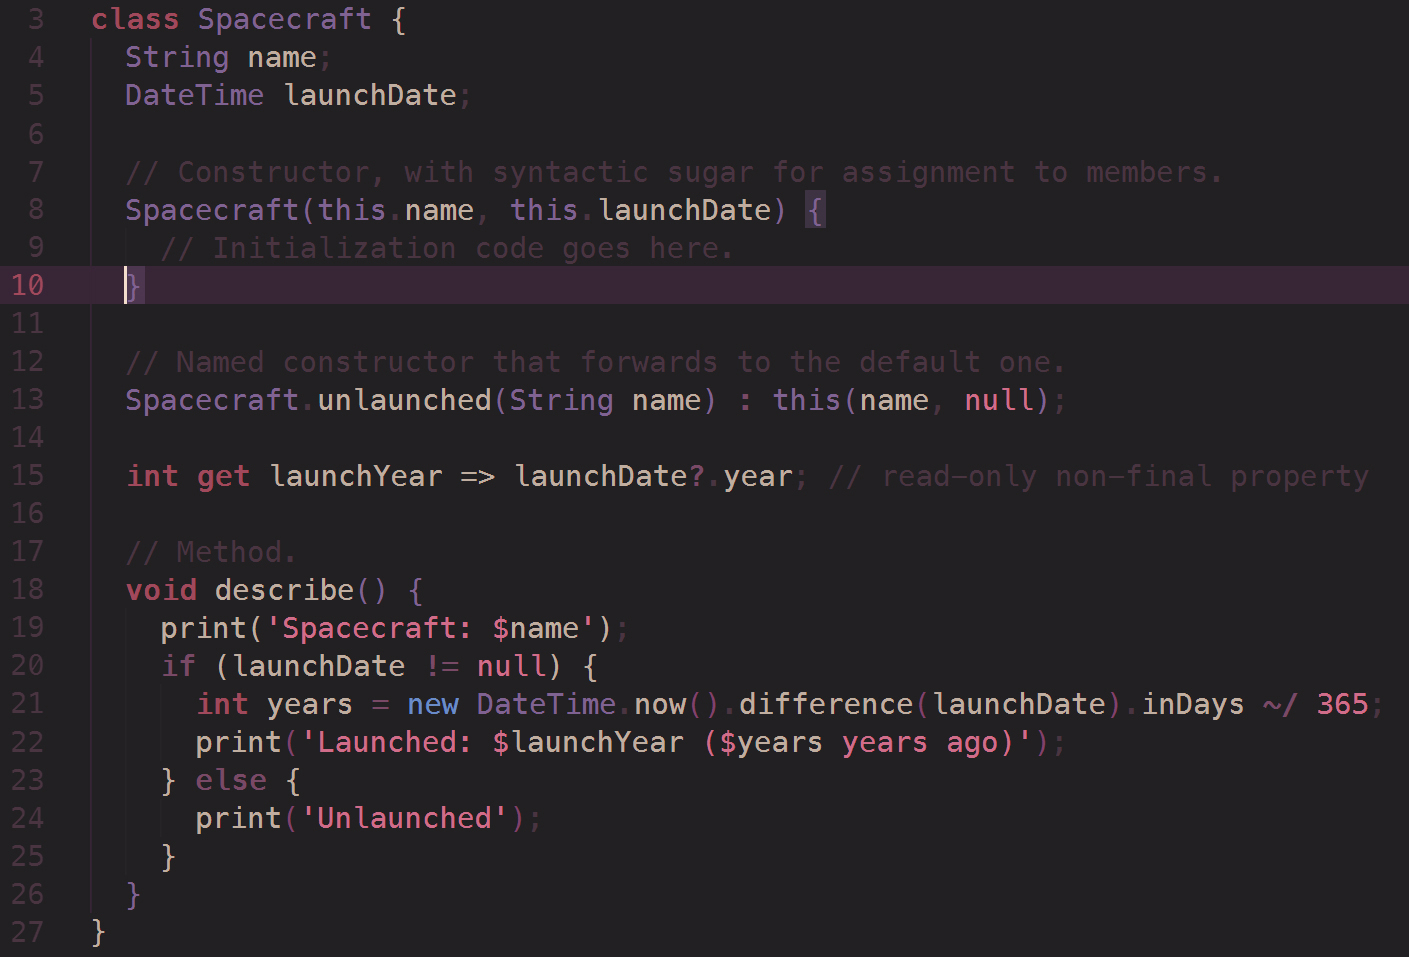 3 class Spacecraft {
4   String name;
5   DateTime launchDate;
6
7   // Constructor, with syntactic sugar for assignment to members.
8   Spacecraft(this.name, this.launchDate) {
9     // Initialization code goes here.
10   }
11
12   // Named constructor that forwards to the default one.
13   Spacecraft.unlaunched(String name) : this(name, null);
14
15   int get launchYear => launchDate?.year; // read-only non-final property
16
17   // Method.
18   void describe() {
19     print('Spacecraft: $name');
20     if (launchDate != null) {
21       int years = new DateTime.now().difference(launchDate).inDays ~/ 365;
22       print('Launched: $launchYear ($years years ago)');
23     } else {
24       print('Unlaunched');
25     }
26   }
27 }